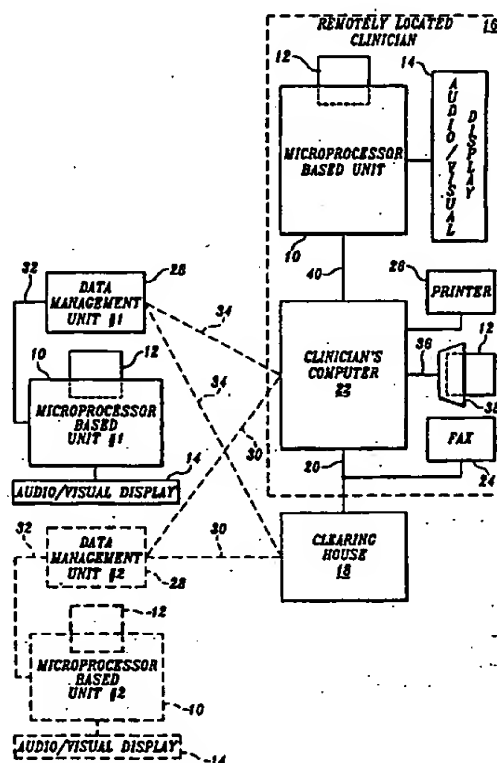 REMOTELY LOCATED
CLINICIAN
16
12
14
AUDIO/VISUAL
DISPLAY
MICROPROCESSOR
BASED UNIT
10
40
26
PRINTER
12
36
38
CLINICIAN'S
COMPUTER
22
FAX
24
20
CLEARING
HOUSE
18
32
28
DATA
MANAGEMENT
UNIT #1
34
34
10
12
MICROPROCESSOR
BASED
UNIT #1
14
AUDIO/VISUAL DISPLAY
30
32
DATA
MANAGEMENT
UNIT #2
30
28
12
MICROPROCESSOR
BASED
UNIT #2
10
AUDIO/VISUAL DISPLAY
14